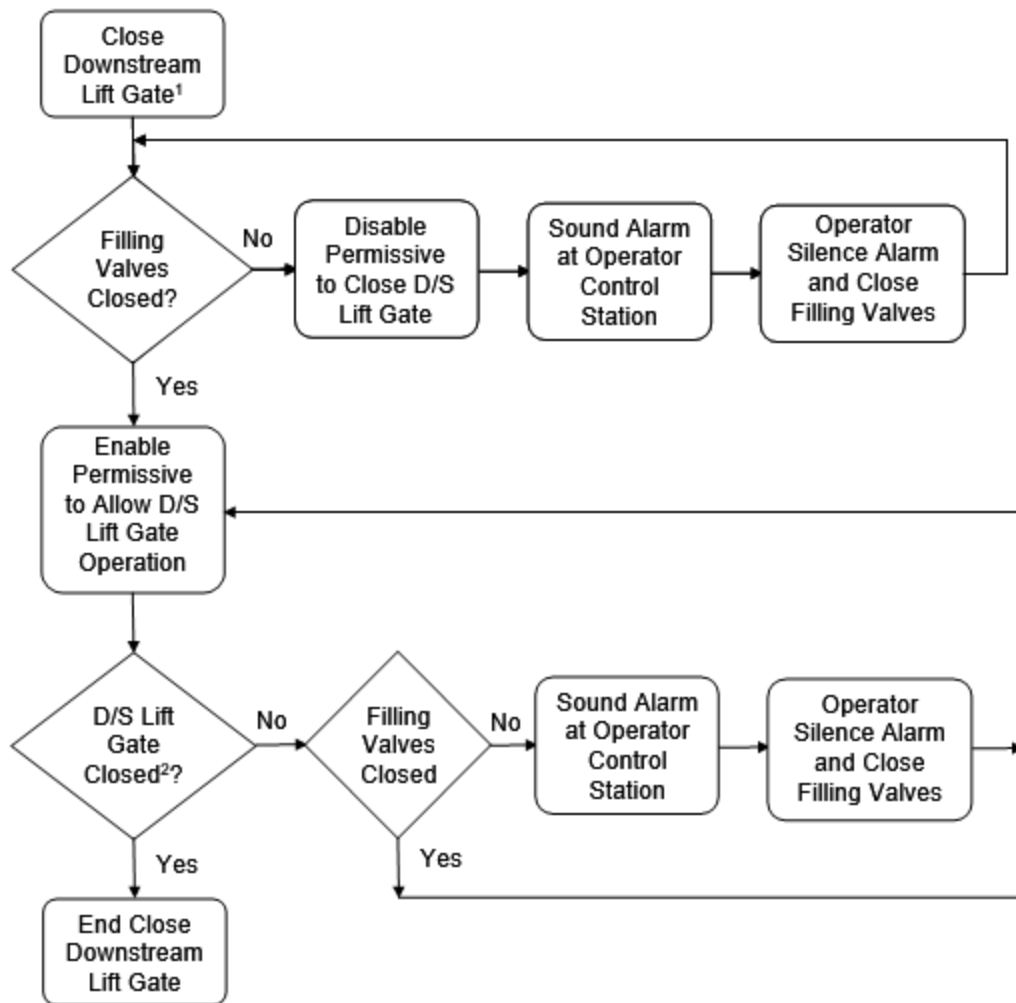 Close
Downstream
Lift Gate¹
Filling
Valves
Closed?
No
Disable
Permissive
to Close D/S
Lift Gate
Sound Alarm
at Operator
Control
Station
Operator
Silence Alarm
and Close
Filling Valves
Yes
Enable
Permissive
to Allow D/S
Lift Gate
Operation
D/S Lift
Gate
Closed²?
No
Filling
Valves
Closed
No
Sound Alarm
at Operator
Control
Station
Operator
Silence Alarm
and Close
Filling Valves
Yes
Yes
End Close
Downstream
Lift Gate